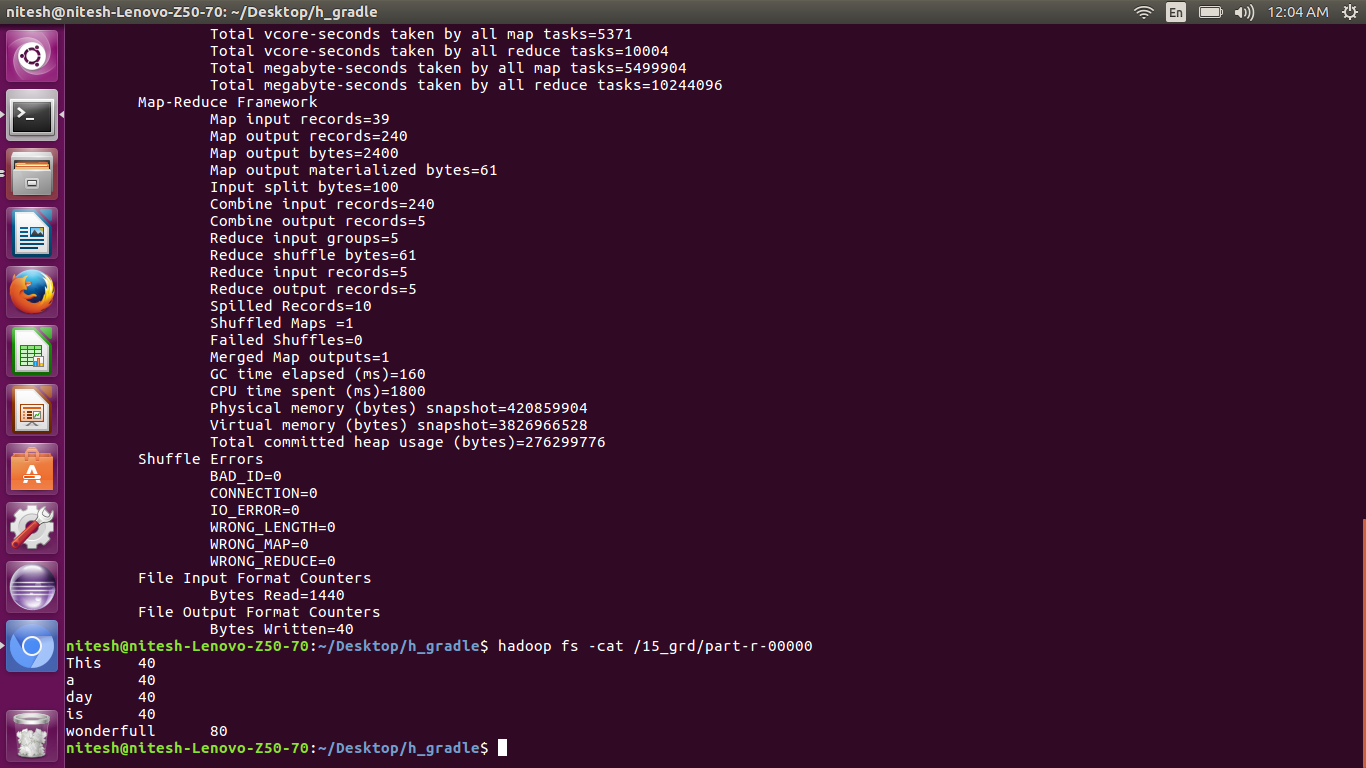 nitesh@nitesh-Lenovo-Z50-70: ~/Desktop/h_gradle En 12:04 AM
Total vcore-seconds taken by all map tasks=5371
Total vcore-seconds taken by all reduce tasks=10004
Total megabyte-seconds taken by all map tasks=5499904
Total megabyte-seconds taken by all reduce tasks=10244096
Map-Reduce Framework
Map input records=39
Map output records=240
Map output bytes=2400
Map output materialized bytes=61
Input split bytes=100
Combine input records=240
Combine output records=5
Reduce input groups=5
Reduce shuffle bytes=61
Reduce input records=5
Reduce output records=5
Spilled Records=10
Shuffled Maps =1
Failed Shuffles=0
Merged Map outputs=1
GC time elapsed (ms)=160
CPU time spent (ms)=1800
Physical memory (bytes) snapshot=420859904
Virtual memory (bytes) snapshot=3826966528
Total committed heap usage (bytes)=276299776
Shuffle Errors
BAD_ID=0
CONNECTION=0
IO_ERROR=0
WRONG_LENGTH=0
WRONG_MAP=0
WRONG_REDUCE=0
File Input Format Counters
Bytes Read=1440
File Output Format Counters
Bytes Written=40
nitesh@nitesh-Lenovo-Z50-70:~/Desktop/h_gradle$ hadoop fs -cat /15_grd/part-r-00000
This 40
a 40
day 40
is 40
wonderfull 80
nitesh@nitesh-Lenovo-Z50-70:~/Desktop/h_gradle$